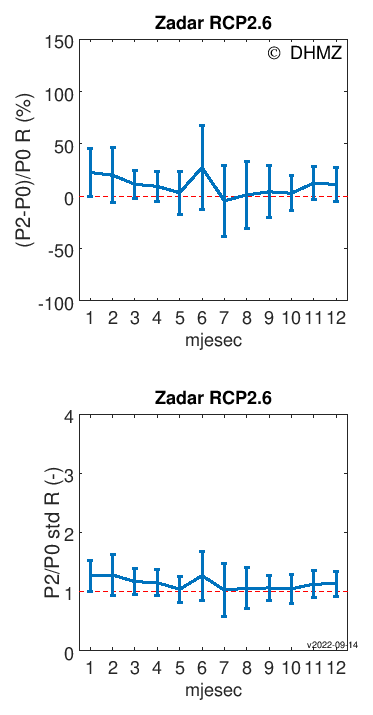 Zadar RCP2.6
© DHMZ
(P2-P0)/P0 R (%)
150
100
50
0
-50
-100
1 2 3 4 5 6 7 8 9 10 11 12
mjesec
Zadar RCP2.6
P2/P0 std R (-)
4
3
2
1
0
v2022-09-14
1 2 3 4 5 6 7 8 9 10 11 12
mjesec